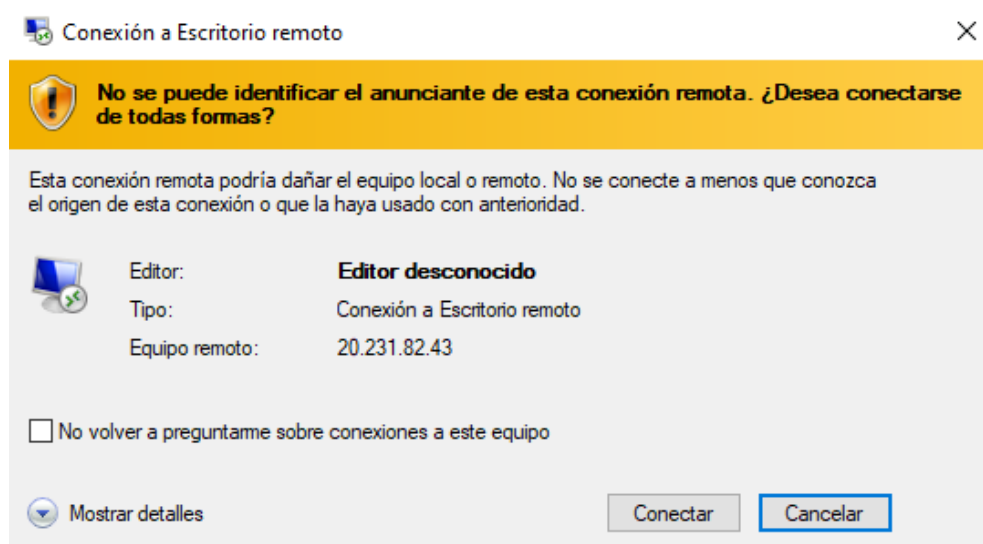 Conexión a Escritorio remoto
No se puede identificar el anunciante de esta conexión remota. ¿Desea conectarse
de todas formas?
Esta conexión remota podría dañar el equipo local o remoto. No se conecte a menos que conozca
el origen de esta conexión o que la haya usado con anterioridad.
Editor: Editor desconocido
Tipo: Conexión a Escritorio remoto
Equipo remoto: 20.231.82.43
No volver a preguntarme sobre conexiones a este equipo
Mostrar detalles Conectar Cancelar